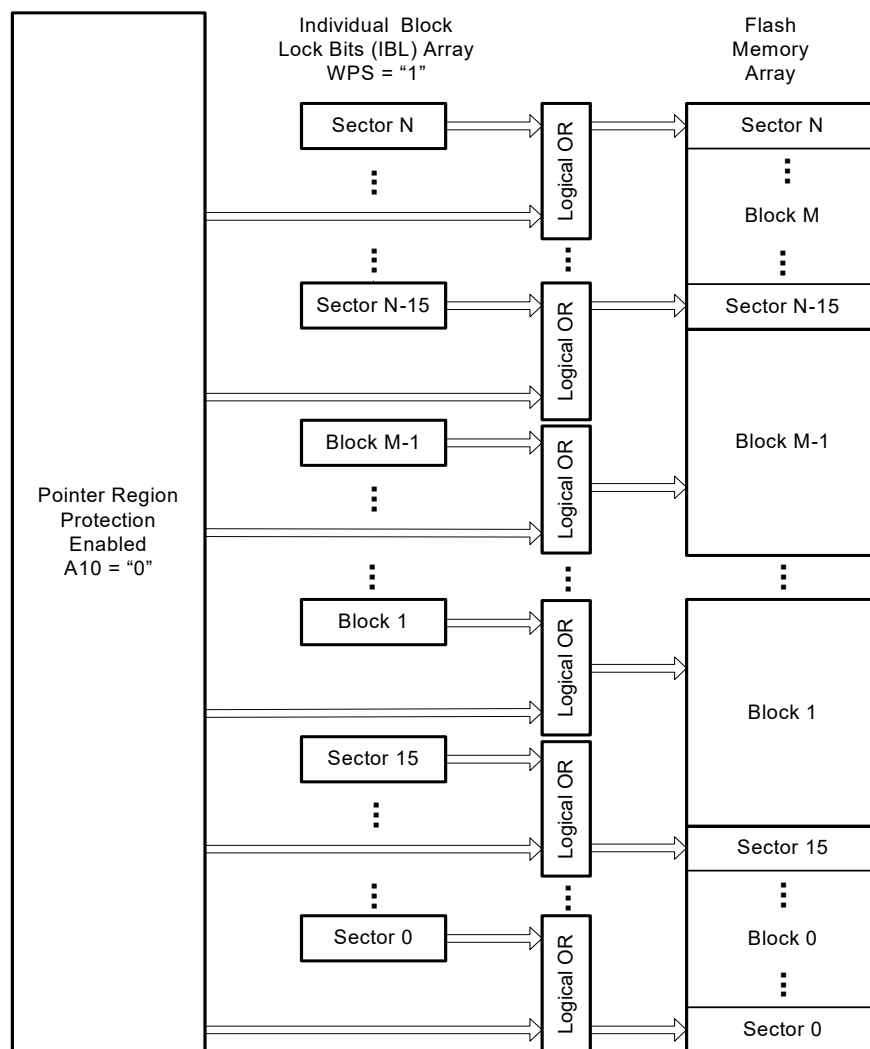 Individual Block
Lock Bits (IBL) Array
WPS = “1”
Flash
Memory
Array
Sector N
Logical OR
Sector N
Block M
Sector N-15
Logical OR
Sector N-15
Block M-1
Logical OR
Block M-1
Pointer Region
Protection
Enabled
A10 = “0”
Block 1
Logical OR
Block 1
Sector 15
Logical OR
Sector 15
Sector 0
Logical OR
Block 0
Sector 0